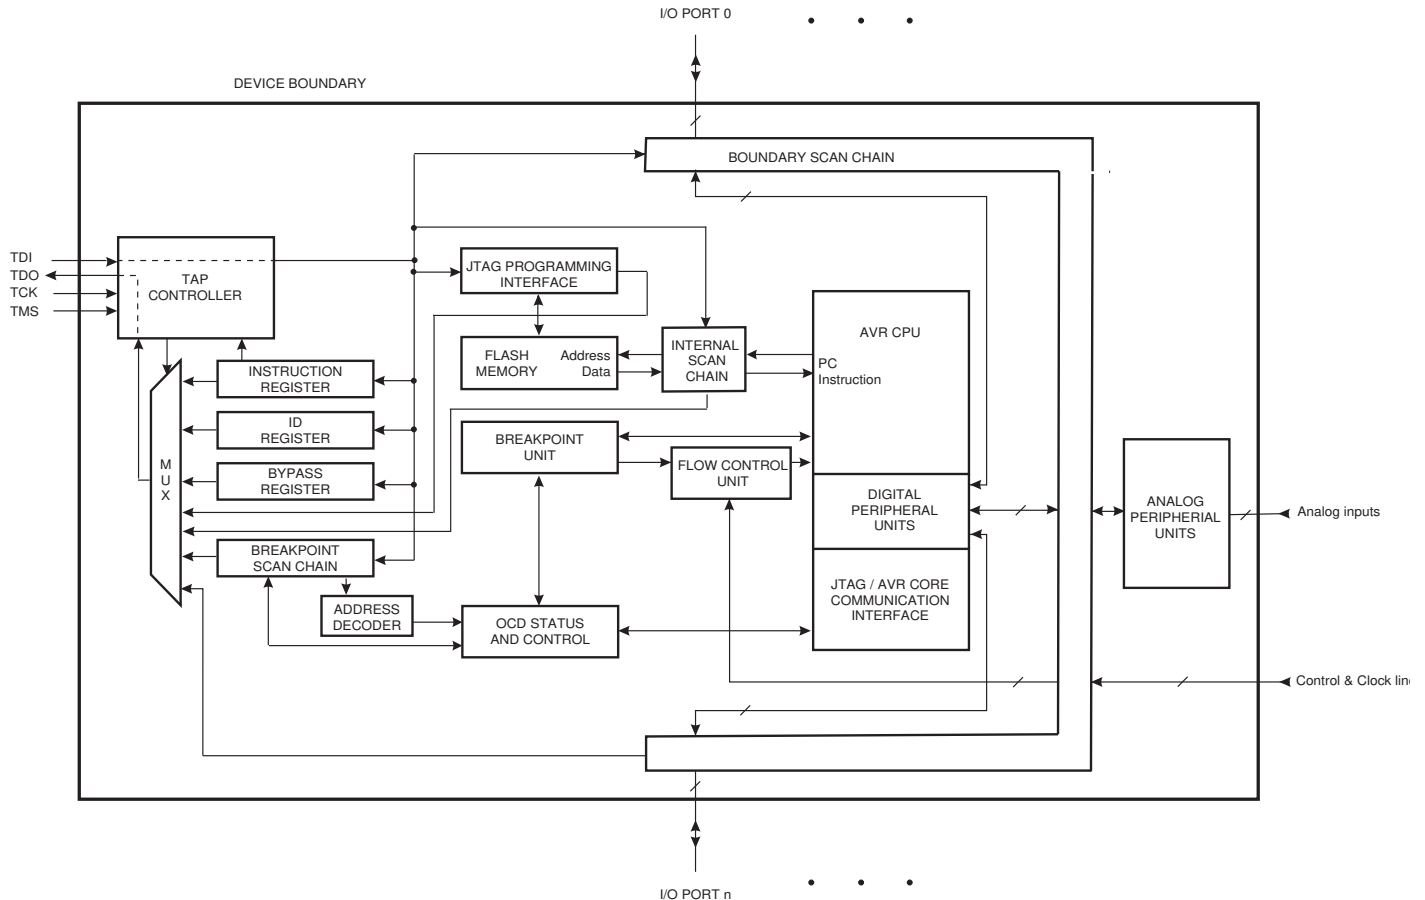 I/O PORT 0
DEVICE BOUNDARY
BOUNDARY SCAN CHAIN
TDI
TDO
TCK
TMS
TAP
CONTROLLER
JTAG PROGRAMMING
INTERFACE
AVR CPU
FLASH
MEMORY
Address
Data
INTERNAL
SCAN
CHAIN
PC
Instruction
INSTRUCTION
REGISTER
ID
REGISTER
M
U
X
BREAKPOINT
UNIT
FLOW CONTROL
UNIT
BYPASS
REGISTER
DIGITAL
PERIPHERAL
UNITS
ANALOG
PERIPHERIAL
UNITS
Analog inputs
BREAKPOINT
SCAN CHAIN
JTAG / AVR CORE
COMMUNICATION
INTERFACE
ADDRESS
DECODER
OCD STATUS
AND CONTROL
Control & Clock line
I/O PORT n